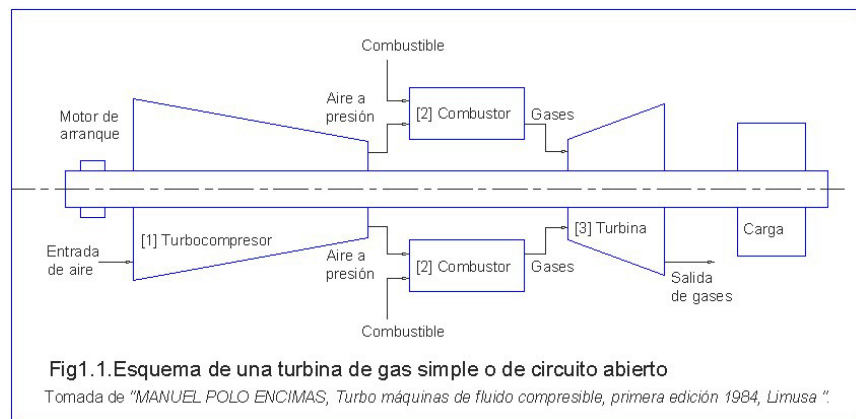 Combustible
Motor de
arranque
Aire a
presión
[2] Combustor
Gases
[1] Turbocompresor
[3] Turbina
Carga
Entrada
de aire
Aire a
presión
[2] Combustor
Gases
Salida
de gases
Combustible
Fig1.1.Esquema de una turbina de gas simple o de circuito abierto
Tomada de "MANUEL POLO ENCIMAS, Turbo máquinas de fluido compresible, primera edición 1984, Limusa ".